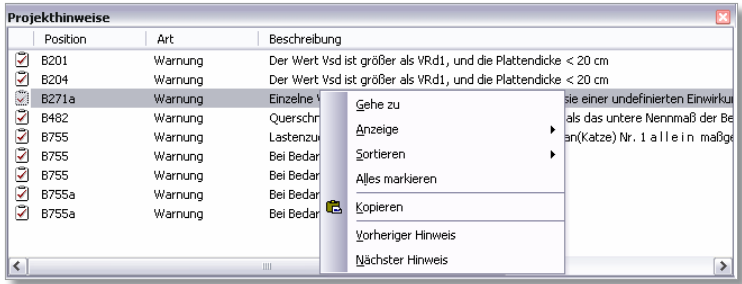 Projekthinweise
Position Art Beschreibung
B201 Warnung Der Wert Vsd ist größer als VRd1, und die Plattendicke < 20 cm
B204 Warnung Der Wert Vsd ist größer als VRd1, und die Plattendicke < 20 cm
B271a Warnung Einzelne sie einer undefinierten Einwirku
B482 Warnung Querschn als das untere Nennmaß der Be
B755 Warnung Lastenzu an(Katze) Nr. 1 a l l e i n maßge
B755 Warnung Bei Bedar
B755 Warnung Bei Bedar
B755a Warnung Bei Bedar
B755a Warnung Bei Bedar
Gehe zu
Anzeige
Sortieren
Alles markieren
Kopieren
Vorheriger Hinweis
Nächster Hinweis